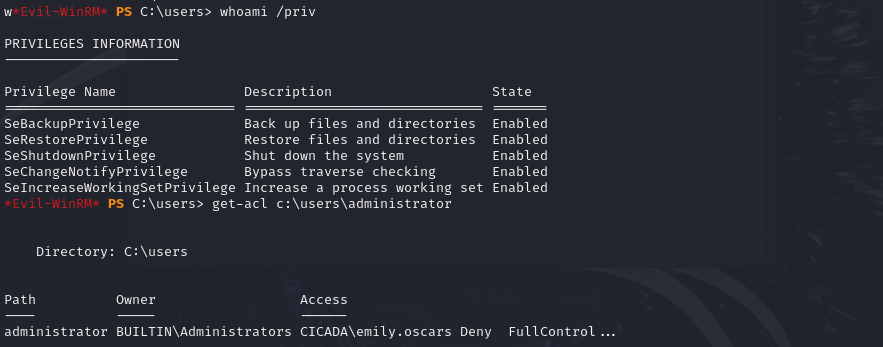 w*Evil-WinRM* PS C:\users> whoami /priv
PRIVILEGES INFORMATION
----------------------
Privilege Name Description State
============================= ============================== =======
SeBackupPrivilege Back up files and directories Enabled
SeRestorePrivilege Restore files and directories Enabled
SeShutdownPrivilege Shut down the system Enabled
SeChangeNotifyPrivilege Bypass traverse checking Enabled
SeIncreaseWorkingSetPrivilege Increase a process working set Enabled
*Evil-WinRM* PS C:\users> get-acl c:\users\administrator
Directory: C:\users
Path Owner Access
---- ----- ------
administrator BUILTIN\Administrators CICADA\emily.oscars Deny FullControl...